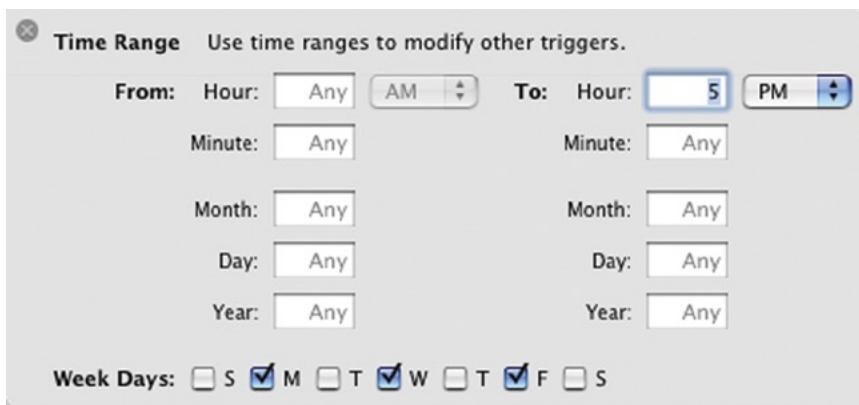 Time Range Use time ranges to modify other triggers.
From: Hour: Any AM To: Hour: 5 PM
Minute: Any Minute: Any
Month: Any Month: Any
Day: Any Day: Any
Year: Any Year: Any
Week Days: S M T W T F S